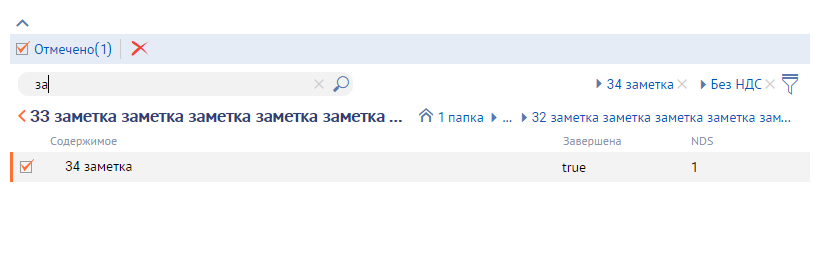 Отмечено(1)
за
34 заметка Без НДС
33 заметка заметка заметка заметка заметка ... 1 папка ... 32 заметка заметка заметка заметка зам...
Содержимое Завершена NDS
34 заметка true 1